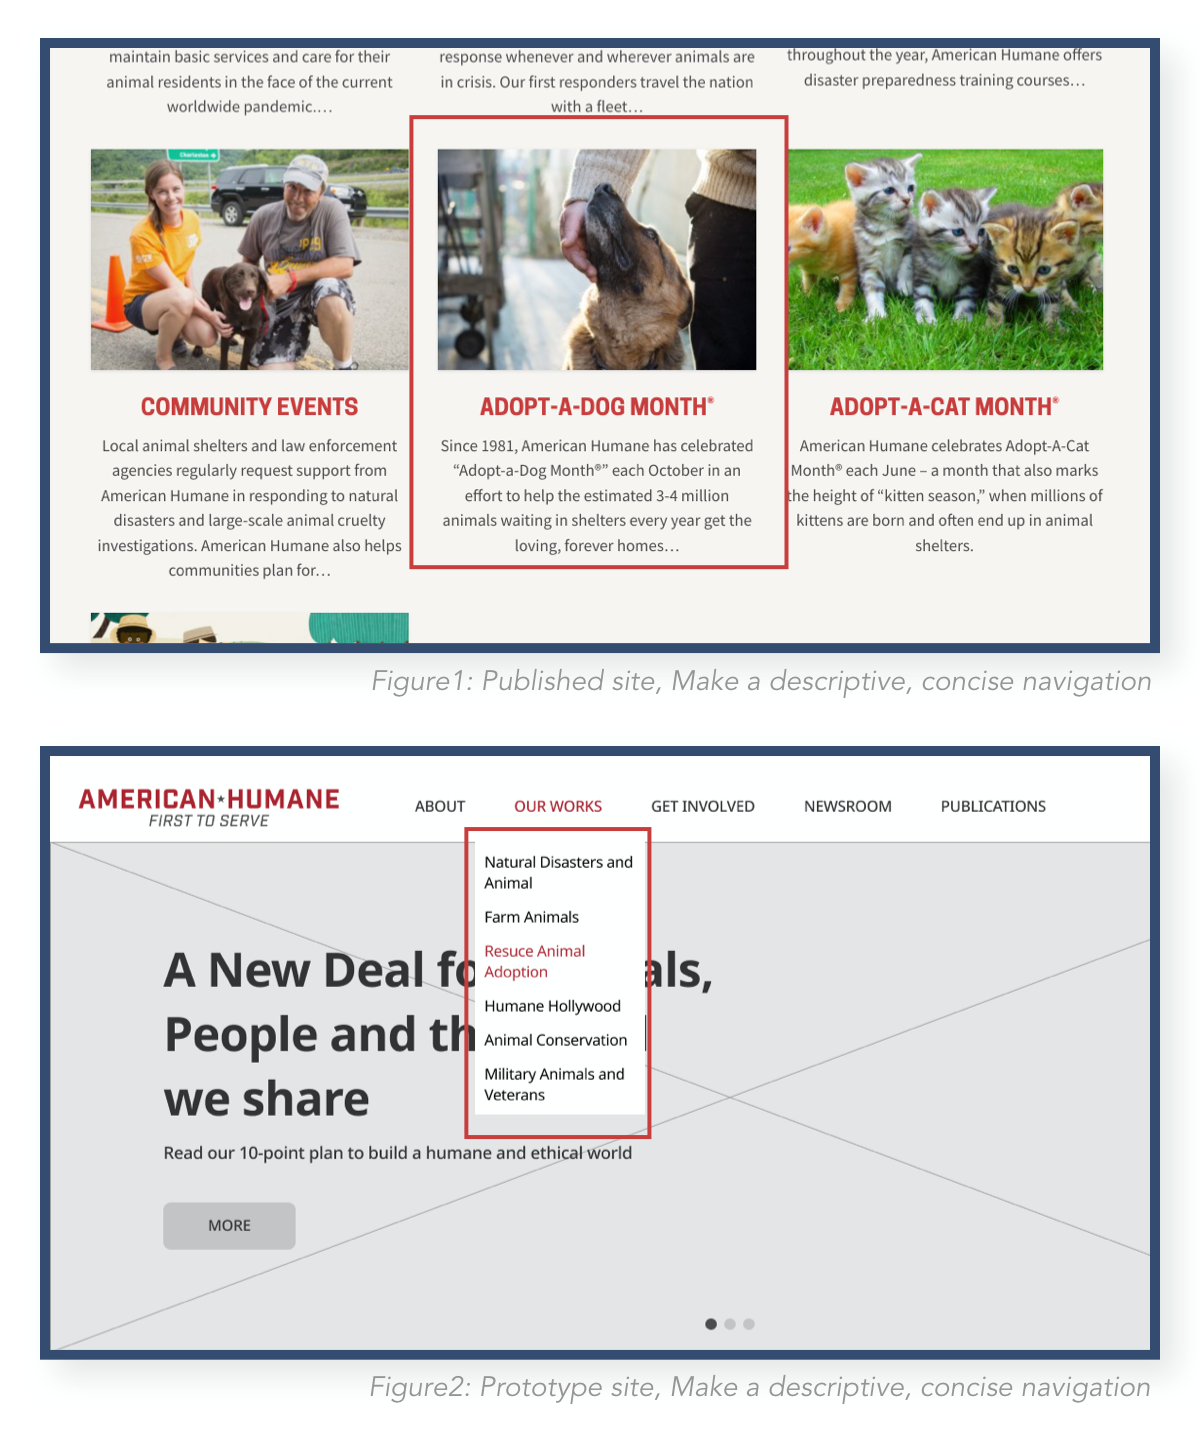 maintain basic services and care for their
animal residents in the face of the current
worldwide pandemic.…
response whenever and wherever animals are
in crisis. Our first responders travel the nation
with a fleet…
throughout the year, American Humane offers
disaster preparedness training courses…
Charleston
COMMUNITY EVENTS
Local animal shelters and law enforcement
agencies regularly request support from
American Humane in responding to natural
disasters and large-scale animal cruelty
investigations. American Humane also helps
communities plan for…
ADOPT-A-DOG MONTH®
Since 1981, American Humane has celebrated
“Adopt-a-Dog Month®” each October in an
effort to help the estimated 3-4 million
animals waiting in shelters every year get the
loving, forever homes…
ADOPT-A-CAT MONTH®
American Humane celebrates Adopt-A-Cat
Month® each June – a month that also marks
the height of “kitten season,” when millions of
kittens are born and often end up in animal
shelters.
Figure1: Published site, Make a descriptive, concise navigation
AMERICAN★HUMANE
FIRST TO SERVE
ABOUT
OUR WORKS
GET INVOLVED
NEWSROOM
PUBLICATIONS
Natural Disasters and
Animal
Farm Animals
Resuce Animal
Adoption
Humane Hollywood
Animal Conservation
Military Animals and
Veterans
A New Deal fo als,
People and th
we share
Read our 10-point plan to build a humane and ethical world
MORE
Figure2: Prototype site, Make a descriptive, concise navigation